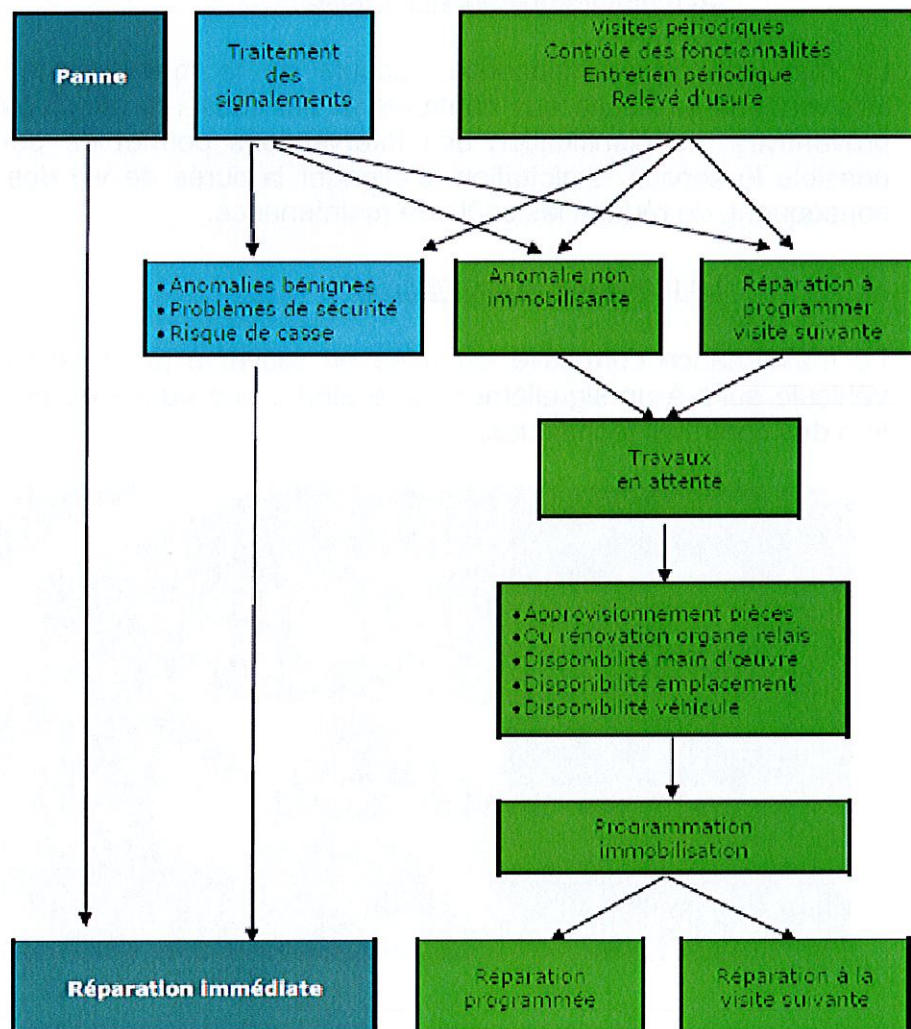 Panne
Traitement
des
signalements
Visites périodiques
Contrôle des fonctionnalités
Entretien périodique
Relevé d'usure
• Anomalies bénignes
• Problèmes de sécurité
• Risque de casse
Anomalie non
immobilisante
Réparation à
programmer
visite suivante
Travaux
en attente
• Approvisionnement pièces
• Ou rénovation organe relais
• Disponibilité main d'œuvre
• Disponibilité emplacement
• Disponibilité véhicule
Programmation
immobilisation
Réparation immédiate
Réparation
programmée
Réparation à la
visite suivante